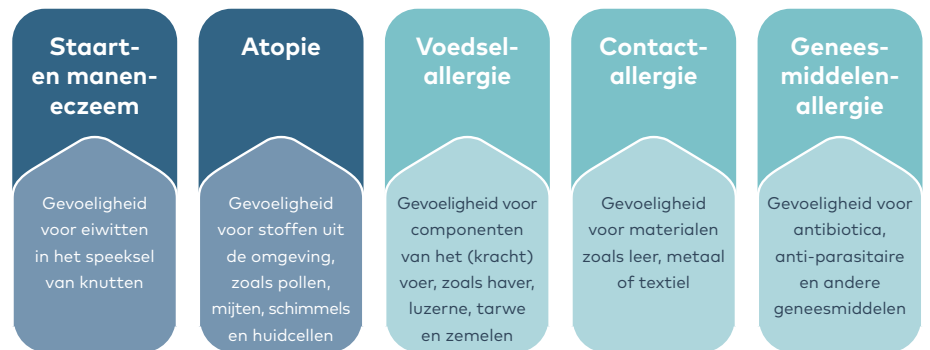 Staart-
en manen-
eczeem
Gevoeligheid
voor eiwitten
in het speeksel
van knutten
Atopie
Gevoeligheid
voor stoffen uit
de omgeving,
zoals pollen,
mijten, schimmels
en huidcellen
Voedsel-
allergie
Gevoeligheid voor
componenten
van het (kracht)
voer, zoals haver,
luzerne, tarwe
en zemelen
Contact-
allergie
Gevoeligheid
voor materialen
zoals leer, metaal
of textiel
Genees-
middelen-
allergie
Gevoeligheid voor
antibiotica,
anti-parasitaire
en andere
geneesmiddelen